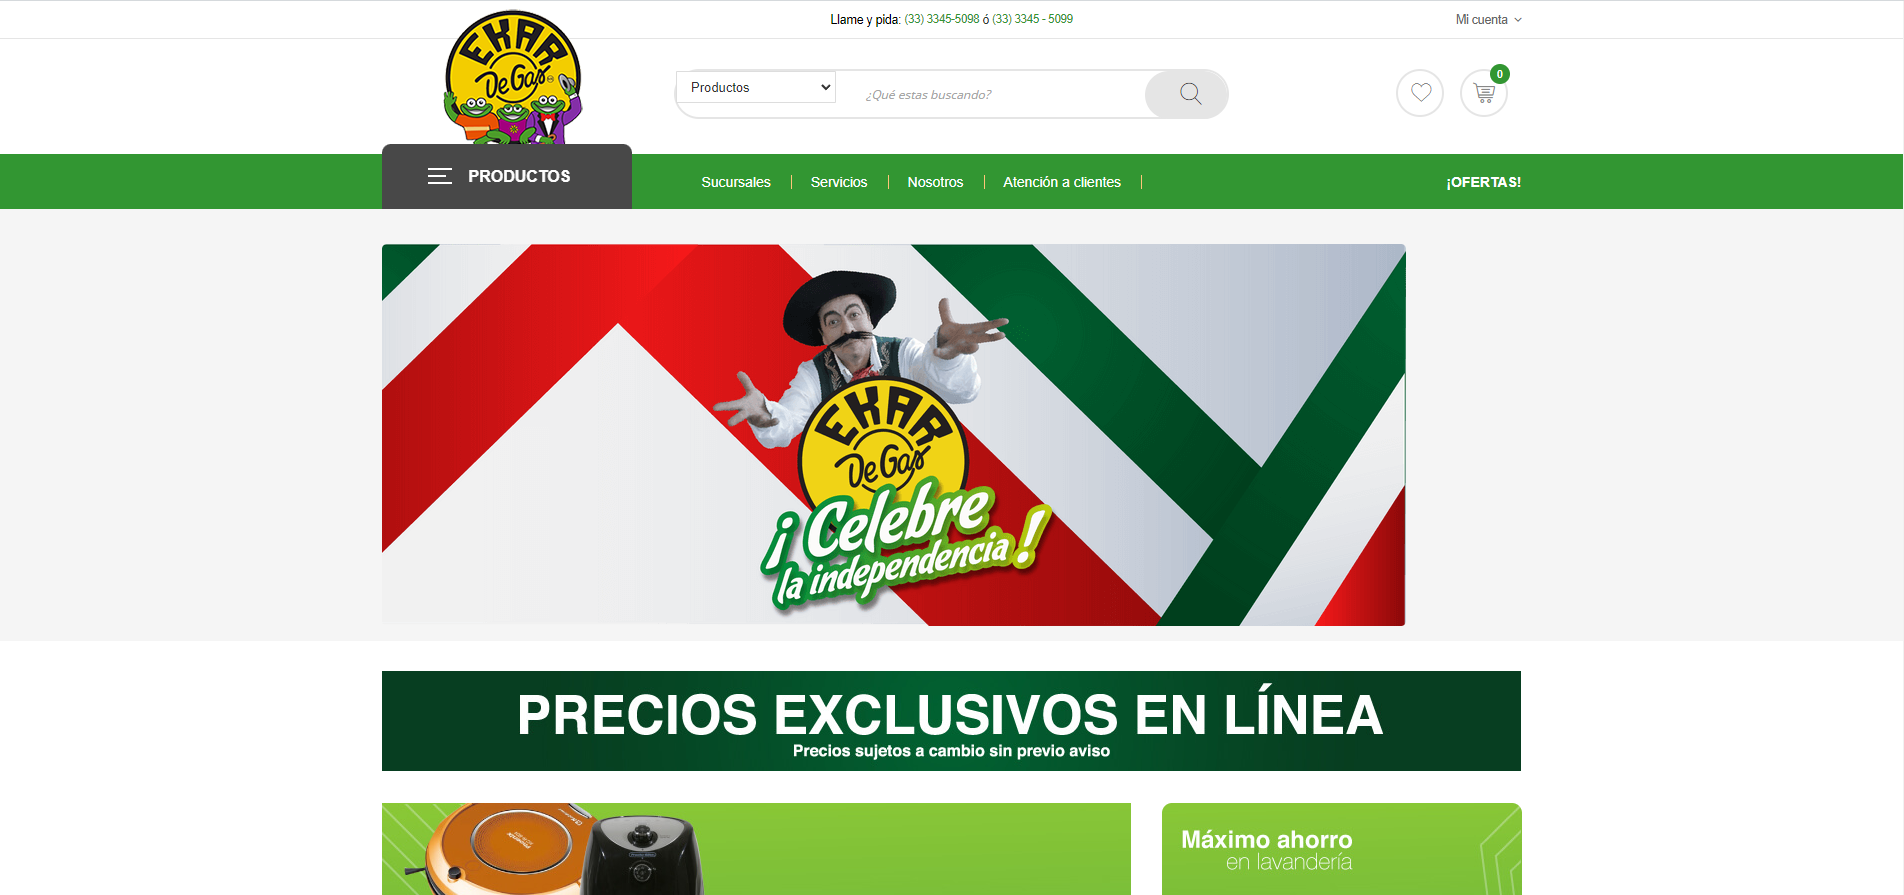 Llame y pida: (33) 3345-5098 ó (33) 3345 - 5099
Mi cuenta
EKAR
De Gas
Productos
¿Qué estas buscando?
0
PRODUCTOS
Sucursales
Servicios
Nosotros
Atención a clientes
¡OFERTAS!
EKAR
De Gas
¡Celebre
la independencia!
PRECIOS EXCLUSIVOS EN LÍNEA
Precios sujetos a cambio sin previo aviso
Máximo ahorro
en lavandería